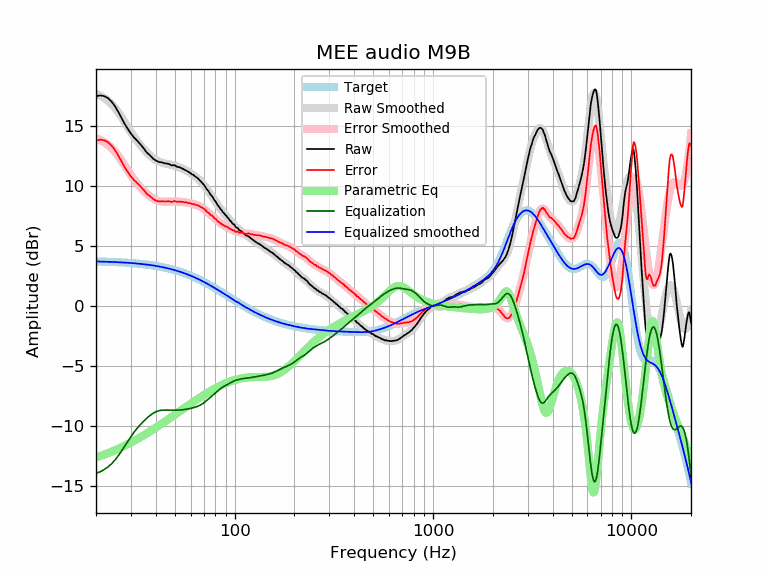 MEE audio M9B
Target
Raw Smoothed
Error Smoothed
Raw
Error
Parametric Eq
Equalization
Equalized smoothed
15
10
5
0
−5
−10
−15
Amplitude (dBr)
100 1000 10000
Frequency (Hz)